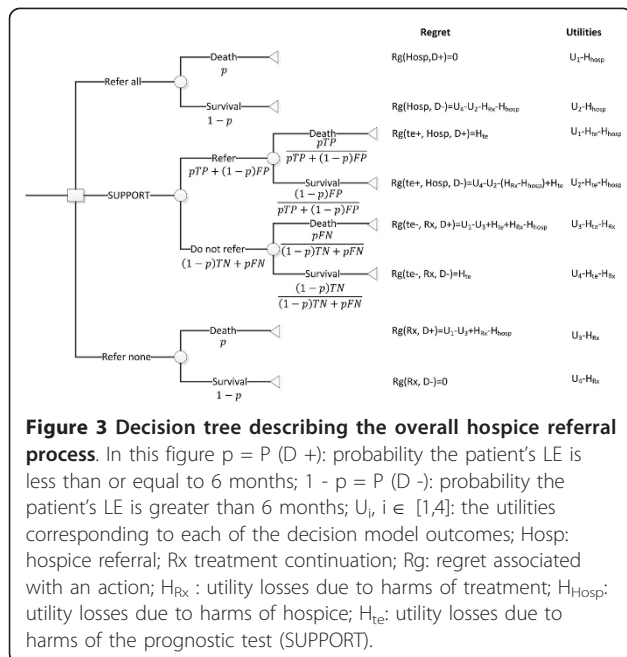 Regret Utilities
Death
p
Rg(Hosp,D+)=0 U₁-Hhosp
Refer all
Survival
1 − p
Rg(Hosp, D-)=U₄-U₂-HRx-Hhosp U₂-Hhosp
Death
pTP
pTP + (1 − p)FP
Rg(te+, Hosp, D+)=Hte U₁-Hte-Hhosp
Refer
pTP + (1 − p)FP
Survival
(1 − p)FP
pTP + (1 − p)FP
Rg(te+, Hosp, D-)=U₄-U₂-(HRx-Hhosp)+Hte U₂-Hte-Hhosp
SUPPORT
Death
pFN
(1 − p)TN + pFN
Rg(te-, Rx, D+)=U₁-U₃+Hte+HRx-Hhosp U₃-Hte-HRx
Do not refer
(1 − p)TN + pFN
Survival
(1 − p)TN
(1 − p)TN + pFN
Rg(te-, Rx, D-)=Hte U₄-Hte-HRx
Death
p
Rg(Rx, D+)=U₁-U₃+HRx-Hhosp U₃-HRx
Refer none
Survival
1 − p
Rg(Rx, D-)=0 U₄-HRx
Figure 3 Decision tree describing the overall hospice referral
process. In this figure p = P (D +): probability the patient's LE is
less than or equal to 6 months; 1 - p = P (D -): probability the
patient's LE is greater than 6 months; Ui, i ∈ [1,4]: the utilities
corresponding to each of the decision model outcomes; Hosp:
hospice referral; Rx treatment continuation; Rg: regret associated
with an action; HRx : utility losses due to harms of treatment; HHosp:
utility losses due to harms of hospice; Hte: utility losses due to
harms of the prognostic test (SUPPORT).